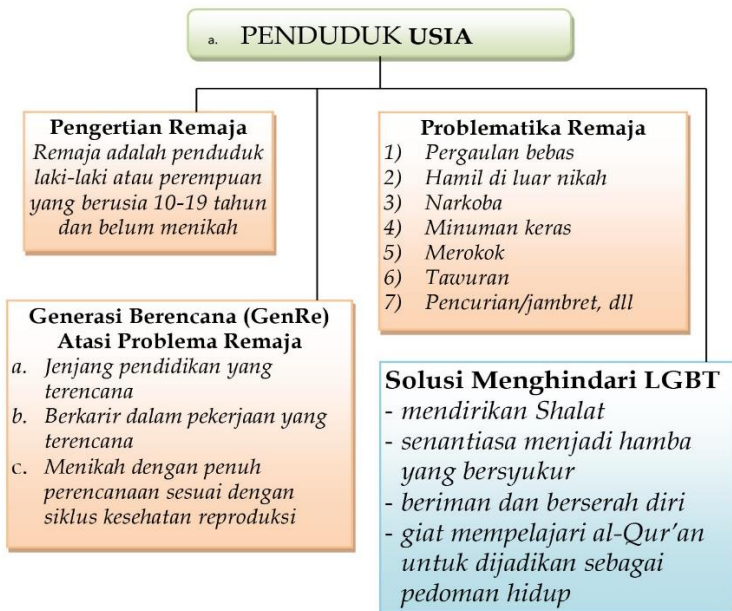 a. PENDUDUK USIA
Pengertian Remaja
Remaja adalah penduduk
laki-laki atau perempuan
yang berusia 10-19 tahun
dan belum menikah
Problematika Remaja
1) Pergaulan bebas
2) Hamil di luar nikah
3) Narkoba
4) Minuman keras
5) Merokok
6) Tawuran
7) Pencurian/jambret, dll
Generasi Berencana (GenRe)
Atasi Problema Remaja
a. Jenjang pendidikan yang
terencana
b. Berkarir dalam pekerjaan yang
terencana
c. Menikah dengan penuh
perencanaan sesuai dengan
siklus kesehatan reproduksi
Solusi Menghindari LGBT
- mendirikan Shalat
- senantiasa menjadi hamba
yang bersyukur
- beriman dan berserah diri
- giat mempelajari al-Qur’an
untuk dijadikan sebagai
pedoman hidup